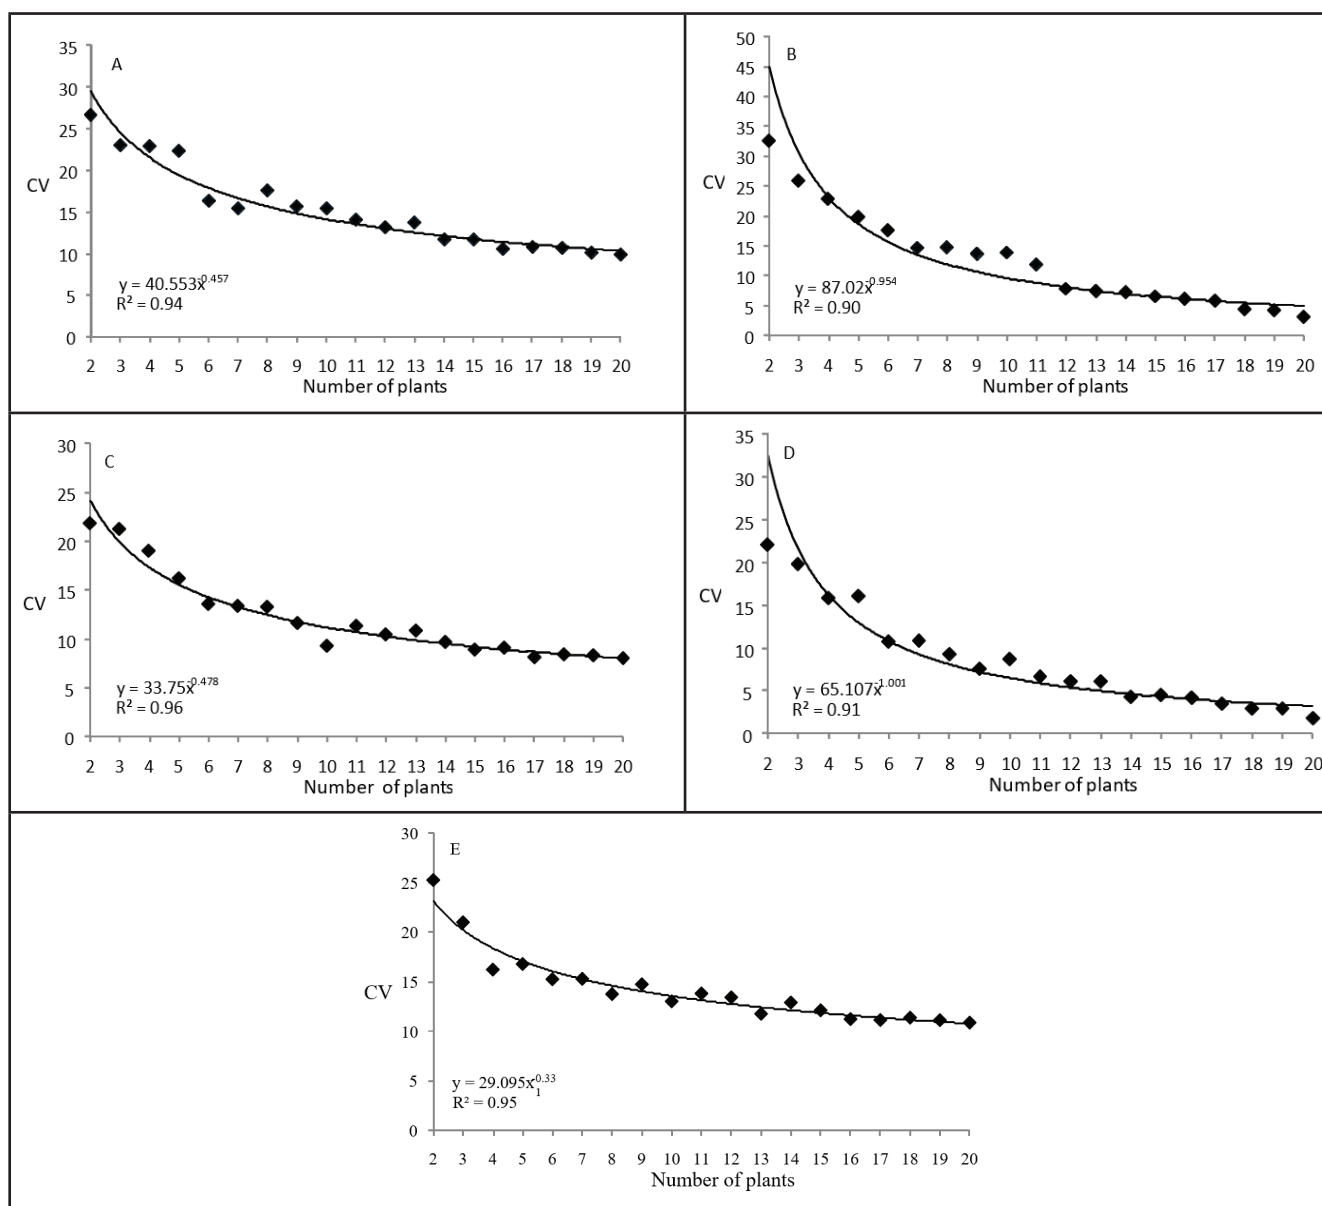 A
35
30
25
20
15
10
5
0
CV
y = 40.553x^-0.457
R² = 0.94
2 3 4 5 6 7 8 9 10 11 12 13 14 15 16 17 18 19 20
Number of plants
B
50
45
40
35
30
25
20
15
10
5
0
CV
y = 87.02x^-0.954
R² = 0.90
2 3 4 5 6 7 8 9 10 11 12 13 14 15 16 17 18 19 20
Number of plants
C
30
25
20
15
10
5
0
CV
y = 33.75x^-0.478
R² = 0.96
2 3 4 5 6 7 8 9 10 11 12 13 14 15 16 17 18 19 20
Number of plants
D
35
30
25
20
15
10
5
0
CV
y = 65.107x^-1.001
R² = 0.91
2 3 4 5 6 7 8 9 10 11 12 13 14 15 16 17 18 19 20
Number of plants
E
30
25
20
15
10
5
0
CV
y = 29.095x^-0.33
1
R² = 0.95
2 3 4 5 6 7 8 9 10 11 12 13 14 15 16 17 18 19 20
Number of plants